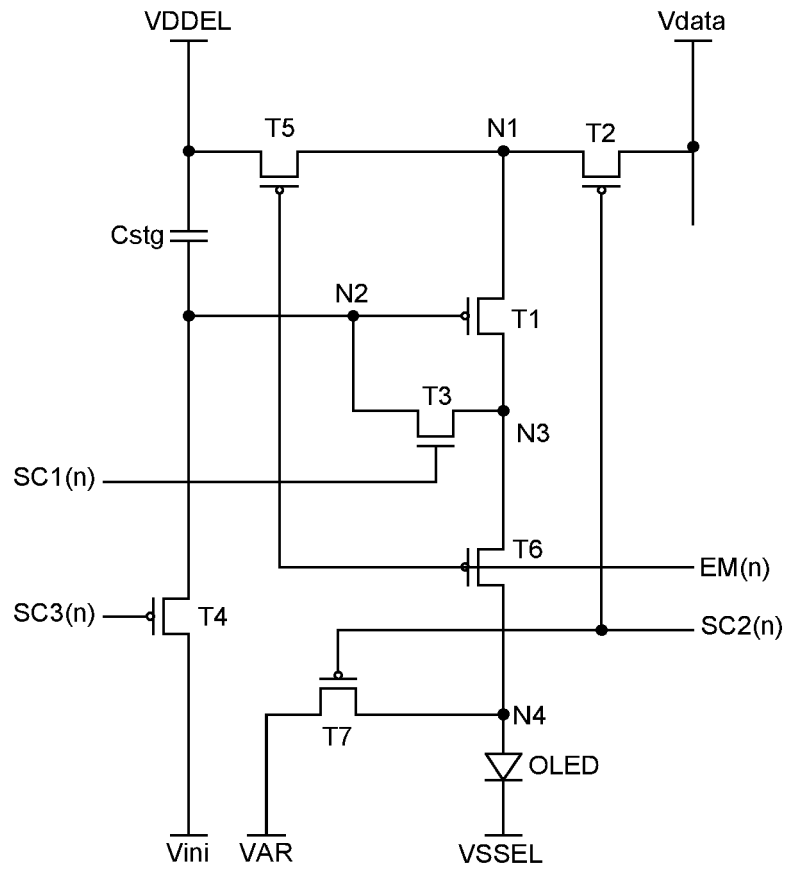 VDDEL
Vdata
T5
N1
T2
Cstg
N2
T1
T3
N3
SC1(n)
T6
EM(n)
SC3(n)
T4
SC2(n)
N4
T7
OLED
Vini
VAR
VSSEL